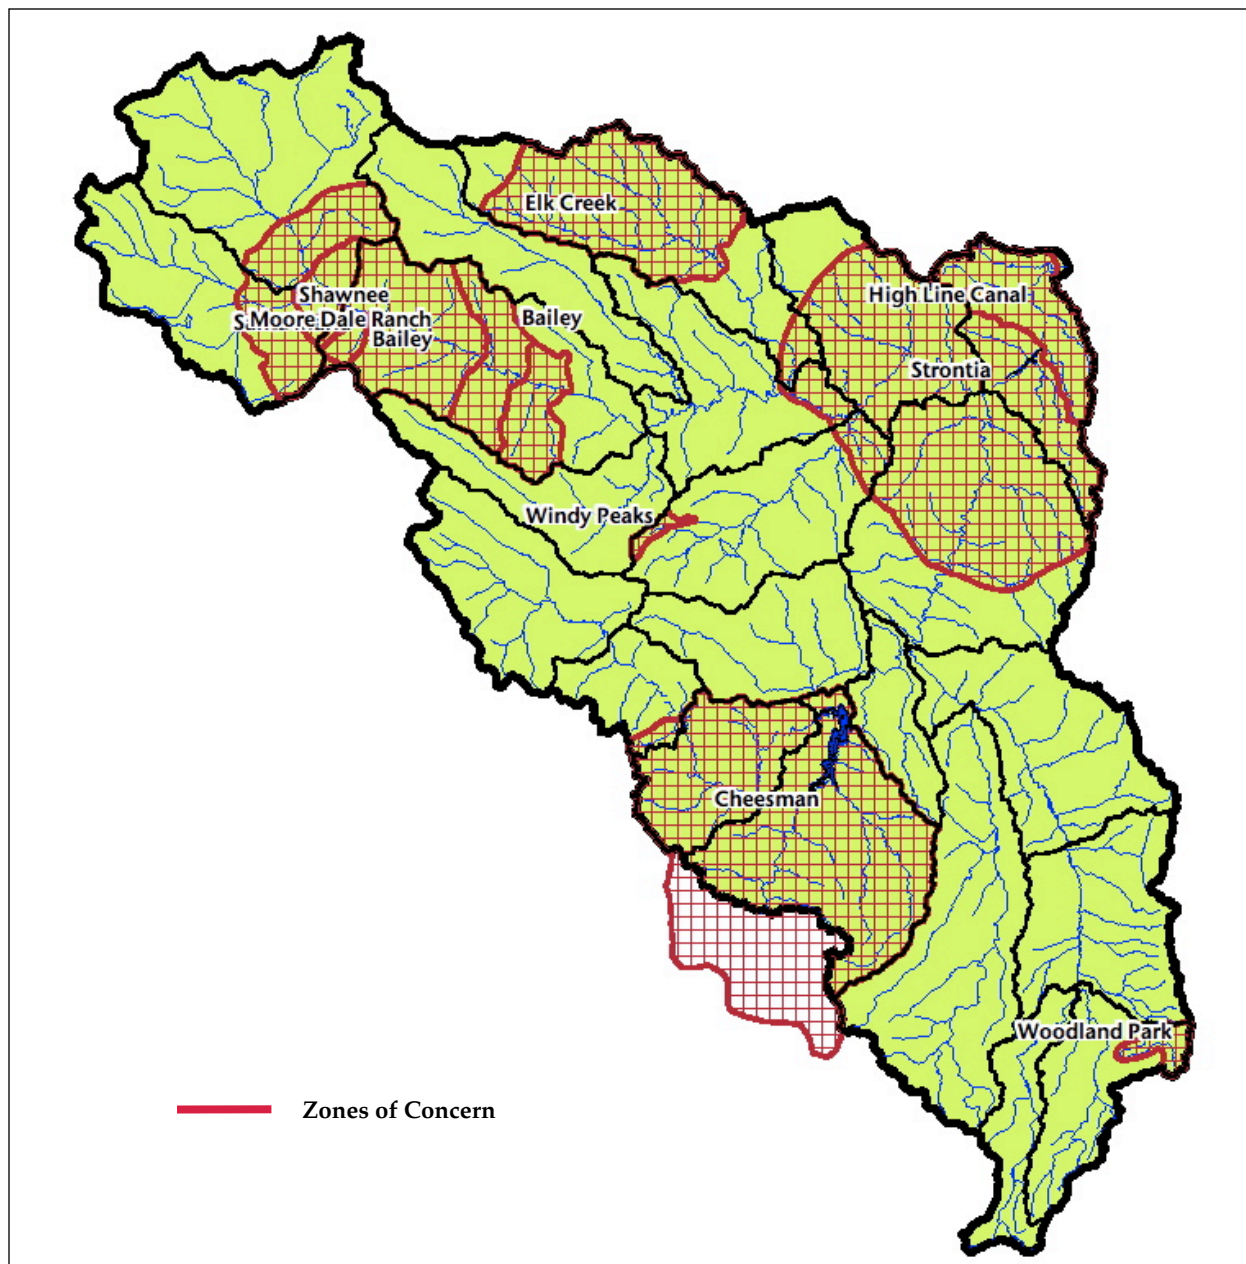 Elk Creek
High Line Canal
Shawnee
S
Moore Dale Ranch
Bailey
Bailey
Strontia
Windy Peaks
Cheesman
Woodland Park
Zones of Concern